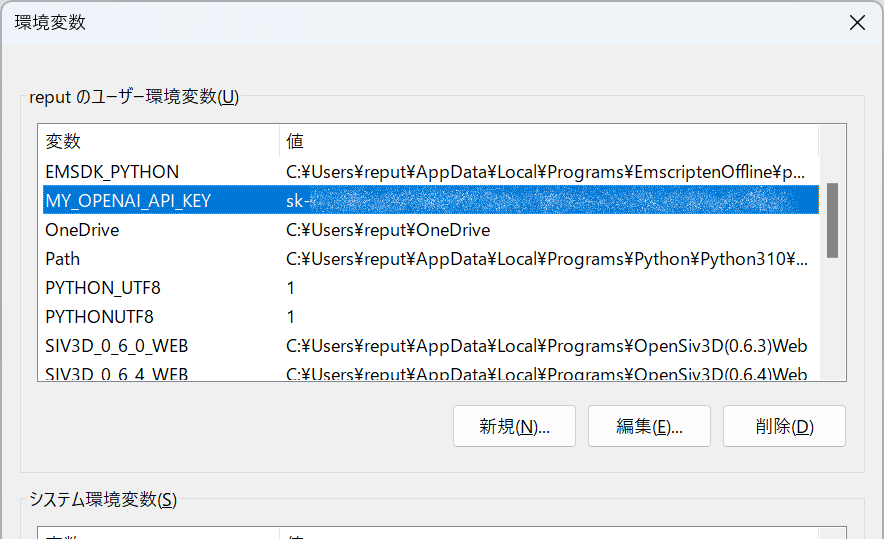 環境変数
reput のユーザー環境変数(U)
変数 値
EMSDK_PYTHON C:¥Users¥reput¥AppData¥Local¥Programs¥EmscriptenOffline¥p...
MY_OPENAI_API_KEY sk-
OneDrive C:¥Users¥reput¥OneDrive
Path C:¥Users¥reput¥AppData¥Local¥Programs¥Python¥Python310¥...
PYTHON_UTF8 1
PYTHONUTF8 1
SIV3D_0_6_0_WEB C:¥Users¥reput¥AppData¥Local¥Programs¥OpenSiv3D(0.6.3)Web
SIV3D_0_6_4_WEB C:¥Users¥reput¥AppData¥Local¥Programs¥OpenSiv3D(0.6.4)Web
新規(N)... 編集(E)... 削除(D)
システム環境変数(S)
変数 値